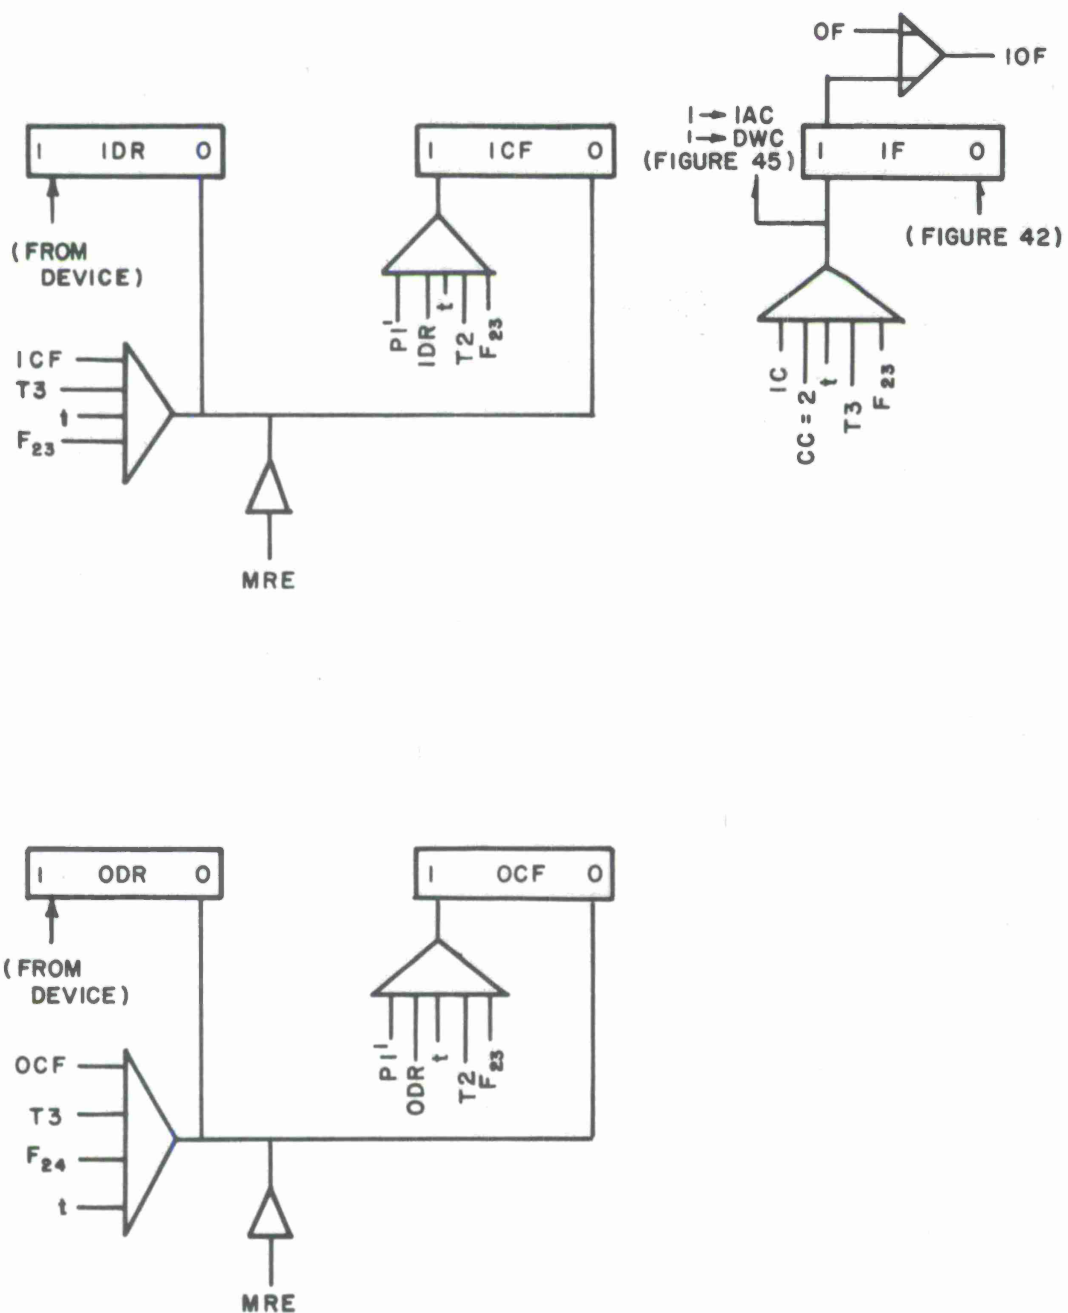 OF
IOF
1 → IAC
1 → DWC
(FIGURE 45)
1 IDR 0
1 ICF 0
1 IF 0
(FROM
DEVICE)
(FIGURE 42)
P1'
IDR
t
T2
F23
IC
CC = 2
t
T3
F23
ICF
T3
t
F23
MRE
1 ODR 0
1 OCF 0
(FROM
DEVICE)
P1'
ODR
t
T2
F23
OCF
T3
F24
t
MRE